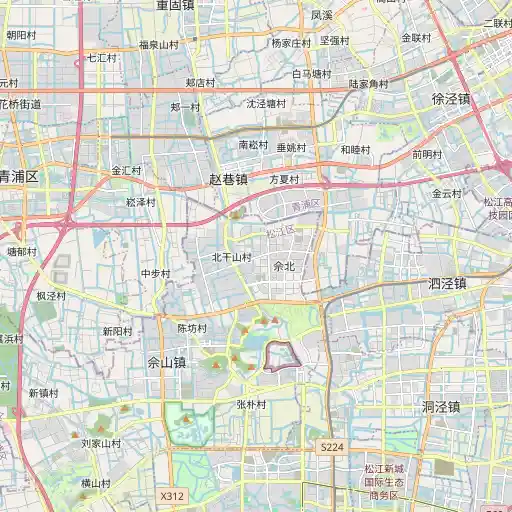 重固镇
凤溪
二联村
朝阳村
福泉山村
杨家庄村
坚强村
金联村
七汇村
白马塘村
元村
郏店村
陆家角村
徐泾镇
花桥街道
郏一村
沈泾塘村
南崧村
垂姚村
和睦村
前明村
金汇村
青浦区
赵巷镇
方夏村
金云村
崧泽村
青浦区
松江高
技园区
松江区
塘郁村
北干山村
佘北
中步村
泗泾镇
枫泾村
新阳村
陈坊村
佘山镇
新镇村
张朴村
洞泾镇
刘家山村
S224
松江新城
国际生态
商务区
横山村
X312